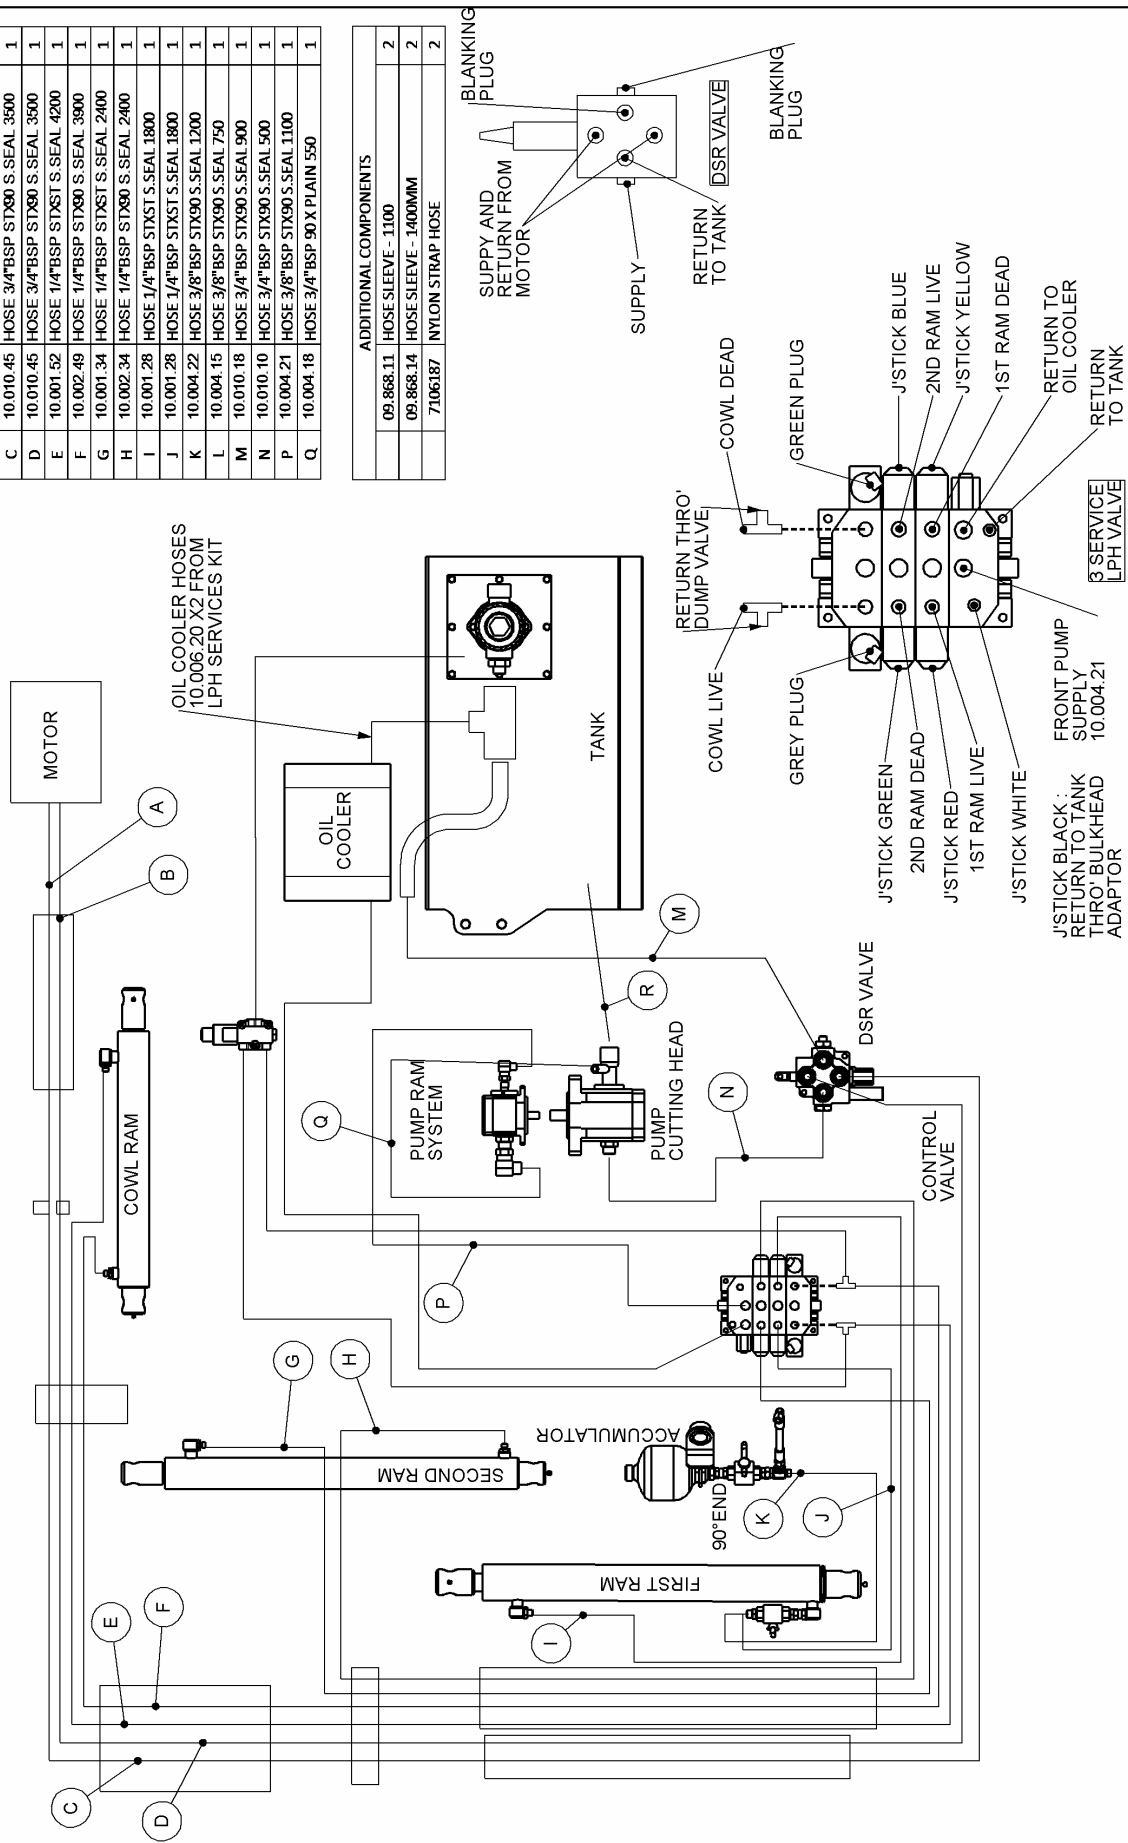 C 10.010.45 HOSE 3/4"BSP STX90 S.SEAL 3500 1
D 10.010.45 HOSE 3/4"BSP STX90 S.SEAL 3500 1
E 10.001.52 HOSE 1/4"BSP STXST S.SEAL 4200 1
F 10.002.49 HOSE 1/4"BSP STX90 S.SEAL 3900 1
G 10.001.34 HOSE 1/4"BSP STXST S.SEAL 2400 1
H 10.002.34 HOSE 1/4"BSP STX90 S.SEAL 2400 1
I 10.001.28 HOSE 1/4"BSP STXST S.SEAL 1800 1
J 10.001.28 HOSE 1/4"BSP STXST S.SEAL 1800 1
K 10.004.22 HOSE 3/8"BSP STX90 S.SEAL 1200 1
L 10.004.15 HOSE 3/8"BSP STX90 S.SEAL 750 1
M 10.010.18 HOSE 3/4"BSP STX90 S.SEAL 900 1
N 10.010.10 HOSE 3/4"BSP STX90 S.SEAL 500 1
P 10.004.21 HOSE 3/8"BSP STX90 S.SEAL 1100 1
Q 10.004.18 HOSE 3/4"BSP 90 X PLAIN 550 1
ADDITIONAL COMPONENTS
09.868.11 HOSE SLEEVE - 1100 2
09.868.14 HOSE SLEEVE - 1400MM 2
7106187 NYLON STRAP HOSE 2
BLANKING
PLUG
SUPPY AND
RETURN FROM
MOTOR
SUPPLY
RETURN
TO TANK
DSR VALVE
BLANKING
PLUG
MOTOR
A
B
OIL COOLER HOSES
10.006.20 X2 FROM
LPH SERVICES KIT
OIL
COOLER
TANK
COWL RAM
M
R
Q
PUMP RAM
SYSTEM
PUMP
CUTTING HEAD
N
DSR VALVE
CONTROL
VALVE
P
G
H
SECOND RAM
ACCUMULATOR
90°END
K
J
FIRST RAM
I
E
F
C
D
COWL DEAD
RETURN THRO'
DUMP VALVE
COWL LIVE
GREEN PLUG
GREY PLUG
J'STICK BLUE
2ND RAM LIVE
J'STICK YELLOW
1ST RAM DEAD
RETURN TO
OIL COOLER
RETURN
TO TANK
J'STICK GREEN
2ND RAM DEAD
J'STICK RED
1ST RAM LIVE
J'STICK WHITE
FRONT PUMP
SUPPLY
10.004.21
3 SERVICE
LPH VALVE
J'STICK BLACK :
RETURN TO TANK
THRO' BULKHEAD
ADAPTOR